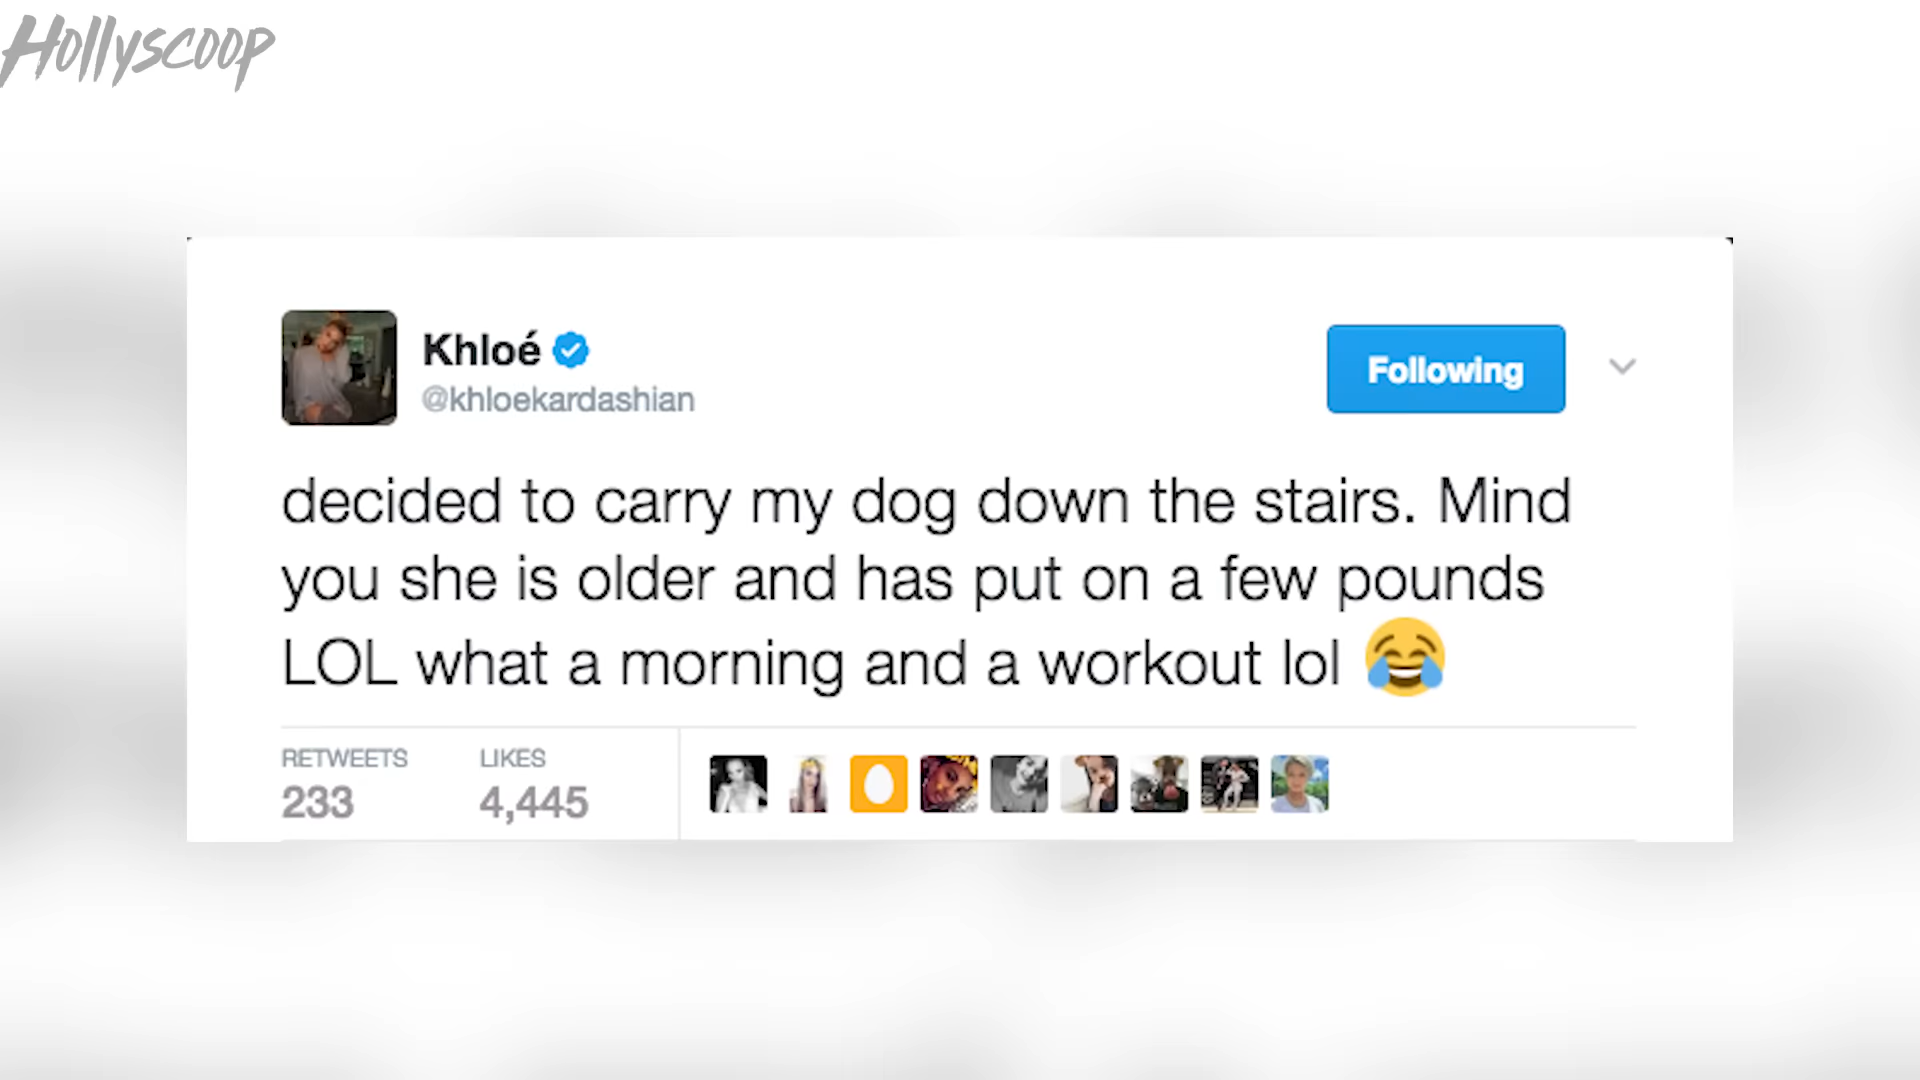 Hollyscoop
Khloé
@khloekardashian
Following
decided to carry my dog down the stairs. Mind
you she is older and has put on a few pounds
LOL what a morning and a workout lol 😂
RETWEETS
LIKES
233
4,445